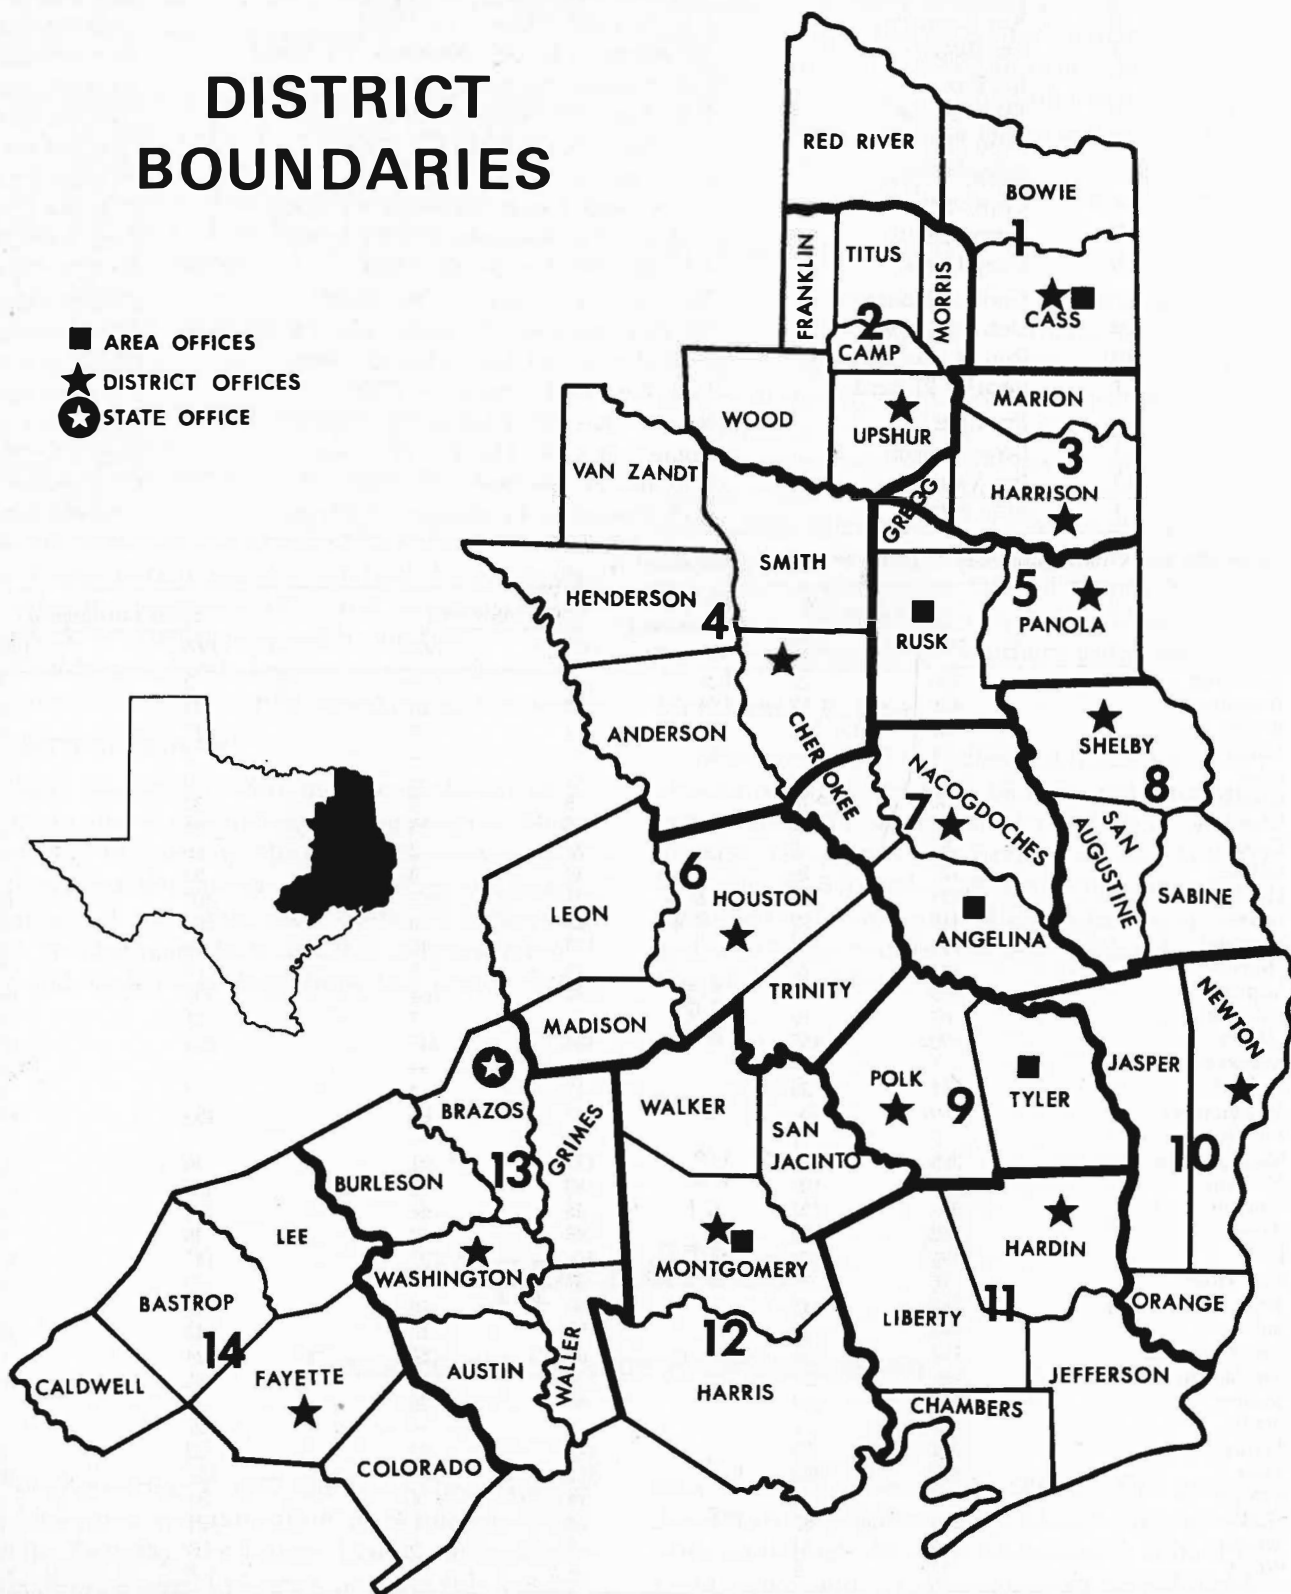 DISTRICT
BOUNDARIES
AREA OFFICES
DISTRICT OFFICES
STATE OFFICE
RED RIVER
BOWIE
1
FRANKLIN
TITUS
MORRIS
CASS
2
CAMP
MARION
WOOD
UPSHUR
3
VAN ZANDT
GREGG
HARRISON
SMITH
5
HENDERSON
4
PANOLA
RUSK
ANDERSON
CHEROKEE
SHELBY
NACOGDOCHES
7
8
SAN
AUGUSTINE
6
HOUSTON
LEON
SABINE
ANGELINA
TRINITY
NEWTON
MADISON
JASPER
POLK
TYLER
BRAZOS
WALKER
9
GRIMES
SAN
JACINTO
10
13
BURLESON
LEE
HARDIN
WASHINGTON
MONTGOMERY
BASTROP
11
ORANGE
LIBERTY
12
14
WALLER
AUSTIN
FAYETTE
JEFFERSON
CALDWELL
HARRIS
CHAMBERS
COLORADO